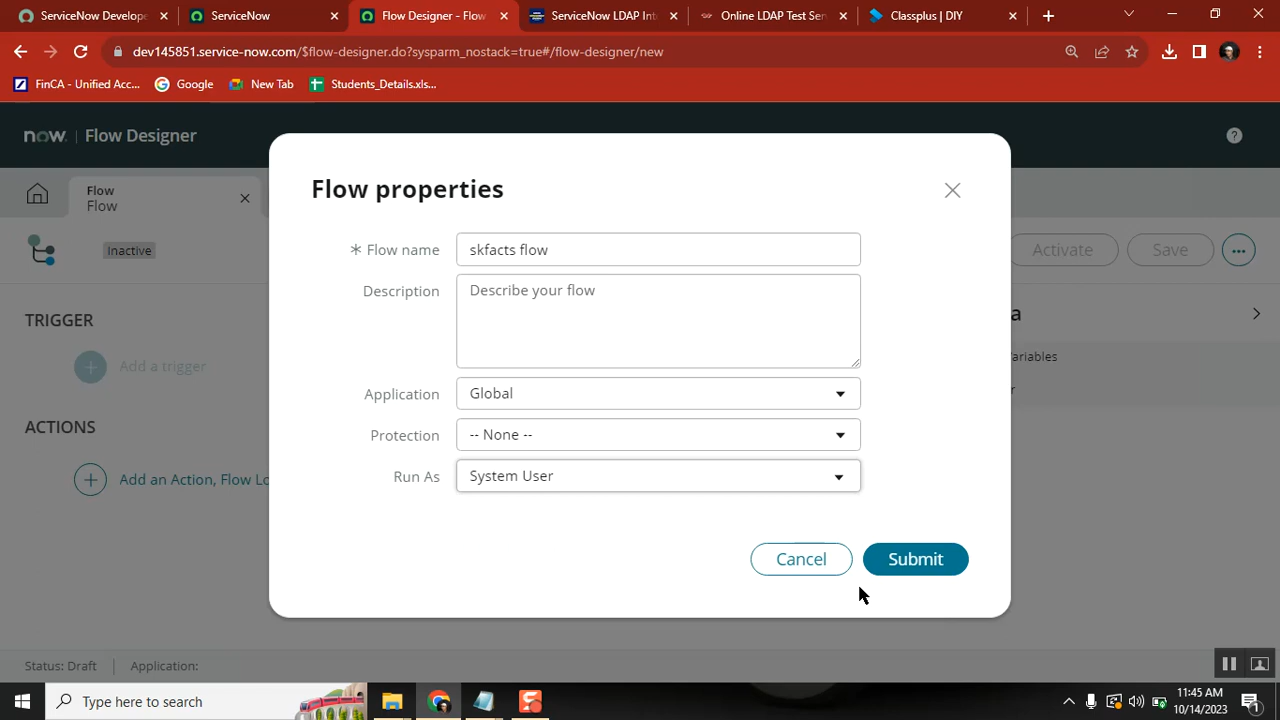 ServiceNow Develope
ServiceNow
Flow Designer - Flow
ServiceNow LDAP Int
Online LDAP Test Ser
Classplus | DIY
dev145851.service-now.com/$flow-designer.do?sysparm_nostack=true#/flow-designer/new
FinCA - Unified Acc...
Google
New Tab
Students_Details.xls...
now. Flow Designer
Flow
Flow
Inactive
Activate
Save
TRIGGER
Add a trigger
ACTIONS
Add an Action, Flow Lo
Flow properties
* Flow name
skfacts flow
Description
Describe your flow
Application
Global
Protection
-- None --
Run As
System User
Cancel
Submit
a
Variables
r
Status: Draft
Application:
Type here to search
11:45 AM
10/14/2023
1